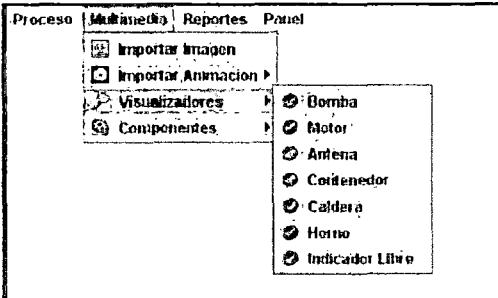 Proceso Multimedia Reportes Panel
Importar Imagen
Importar Animacion
Visualizadores
Componentes
Bomba
Motor
Antena
Contenedor
Caldera
Horno
Indicador Libre